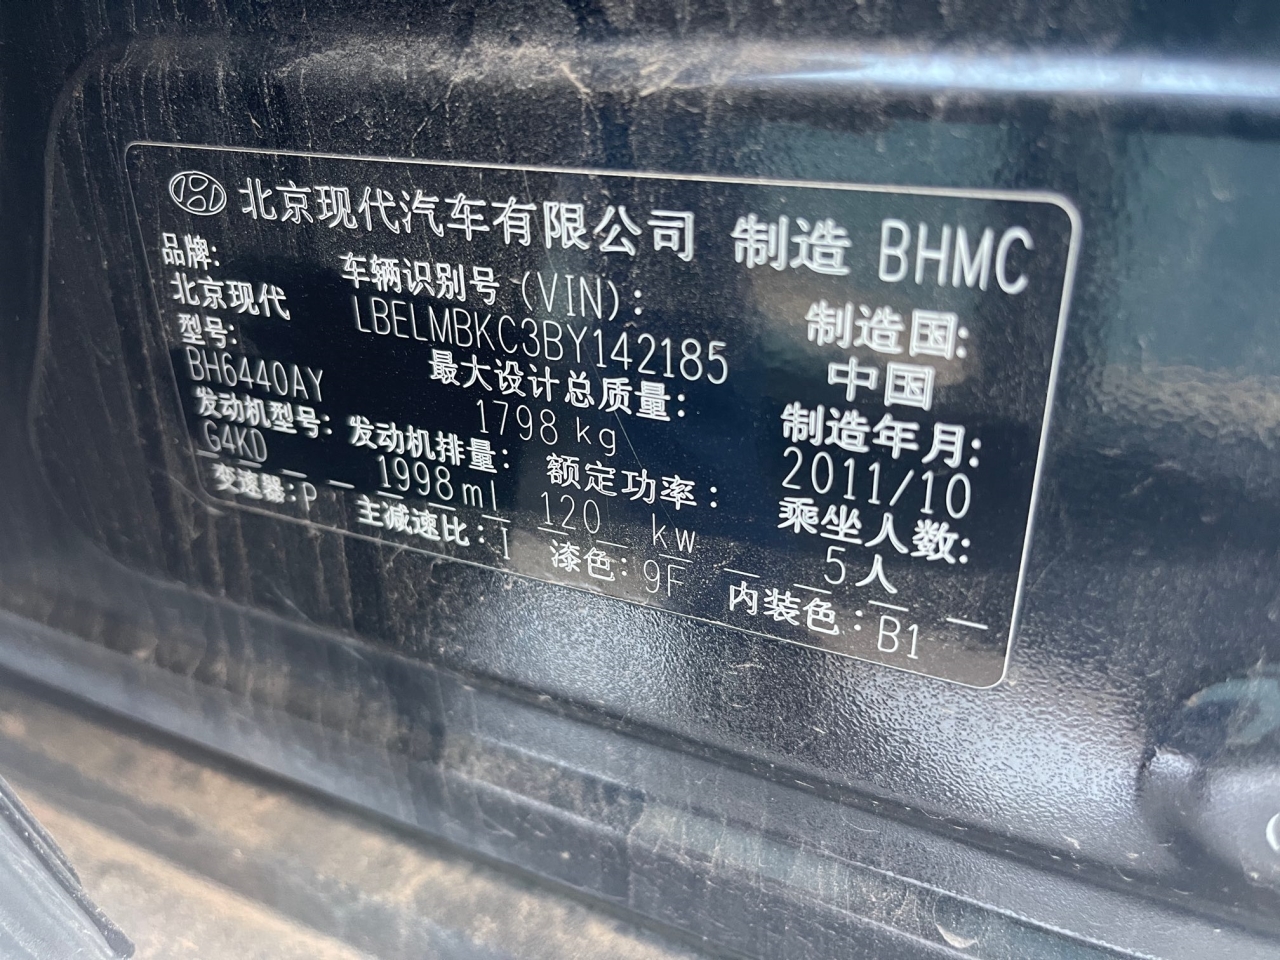 北京现代汽车有限公司 制造 BHMC
品牌: 车辆识别号 (VIN): 制造国:
北京现代 LBELMBKC3BY142185 中国
型号: 最大设计总质量: 制造年月:
BH6440AY 1798 kg 2011/10
发动机型号: 发动机排量: 额定功率: 乘坐人数:
G4KD 1998 ml 120 kw 5人
变速器:P 主减速比:I 漆色:9F 内装色:B1